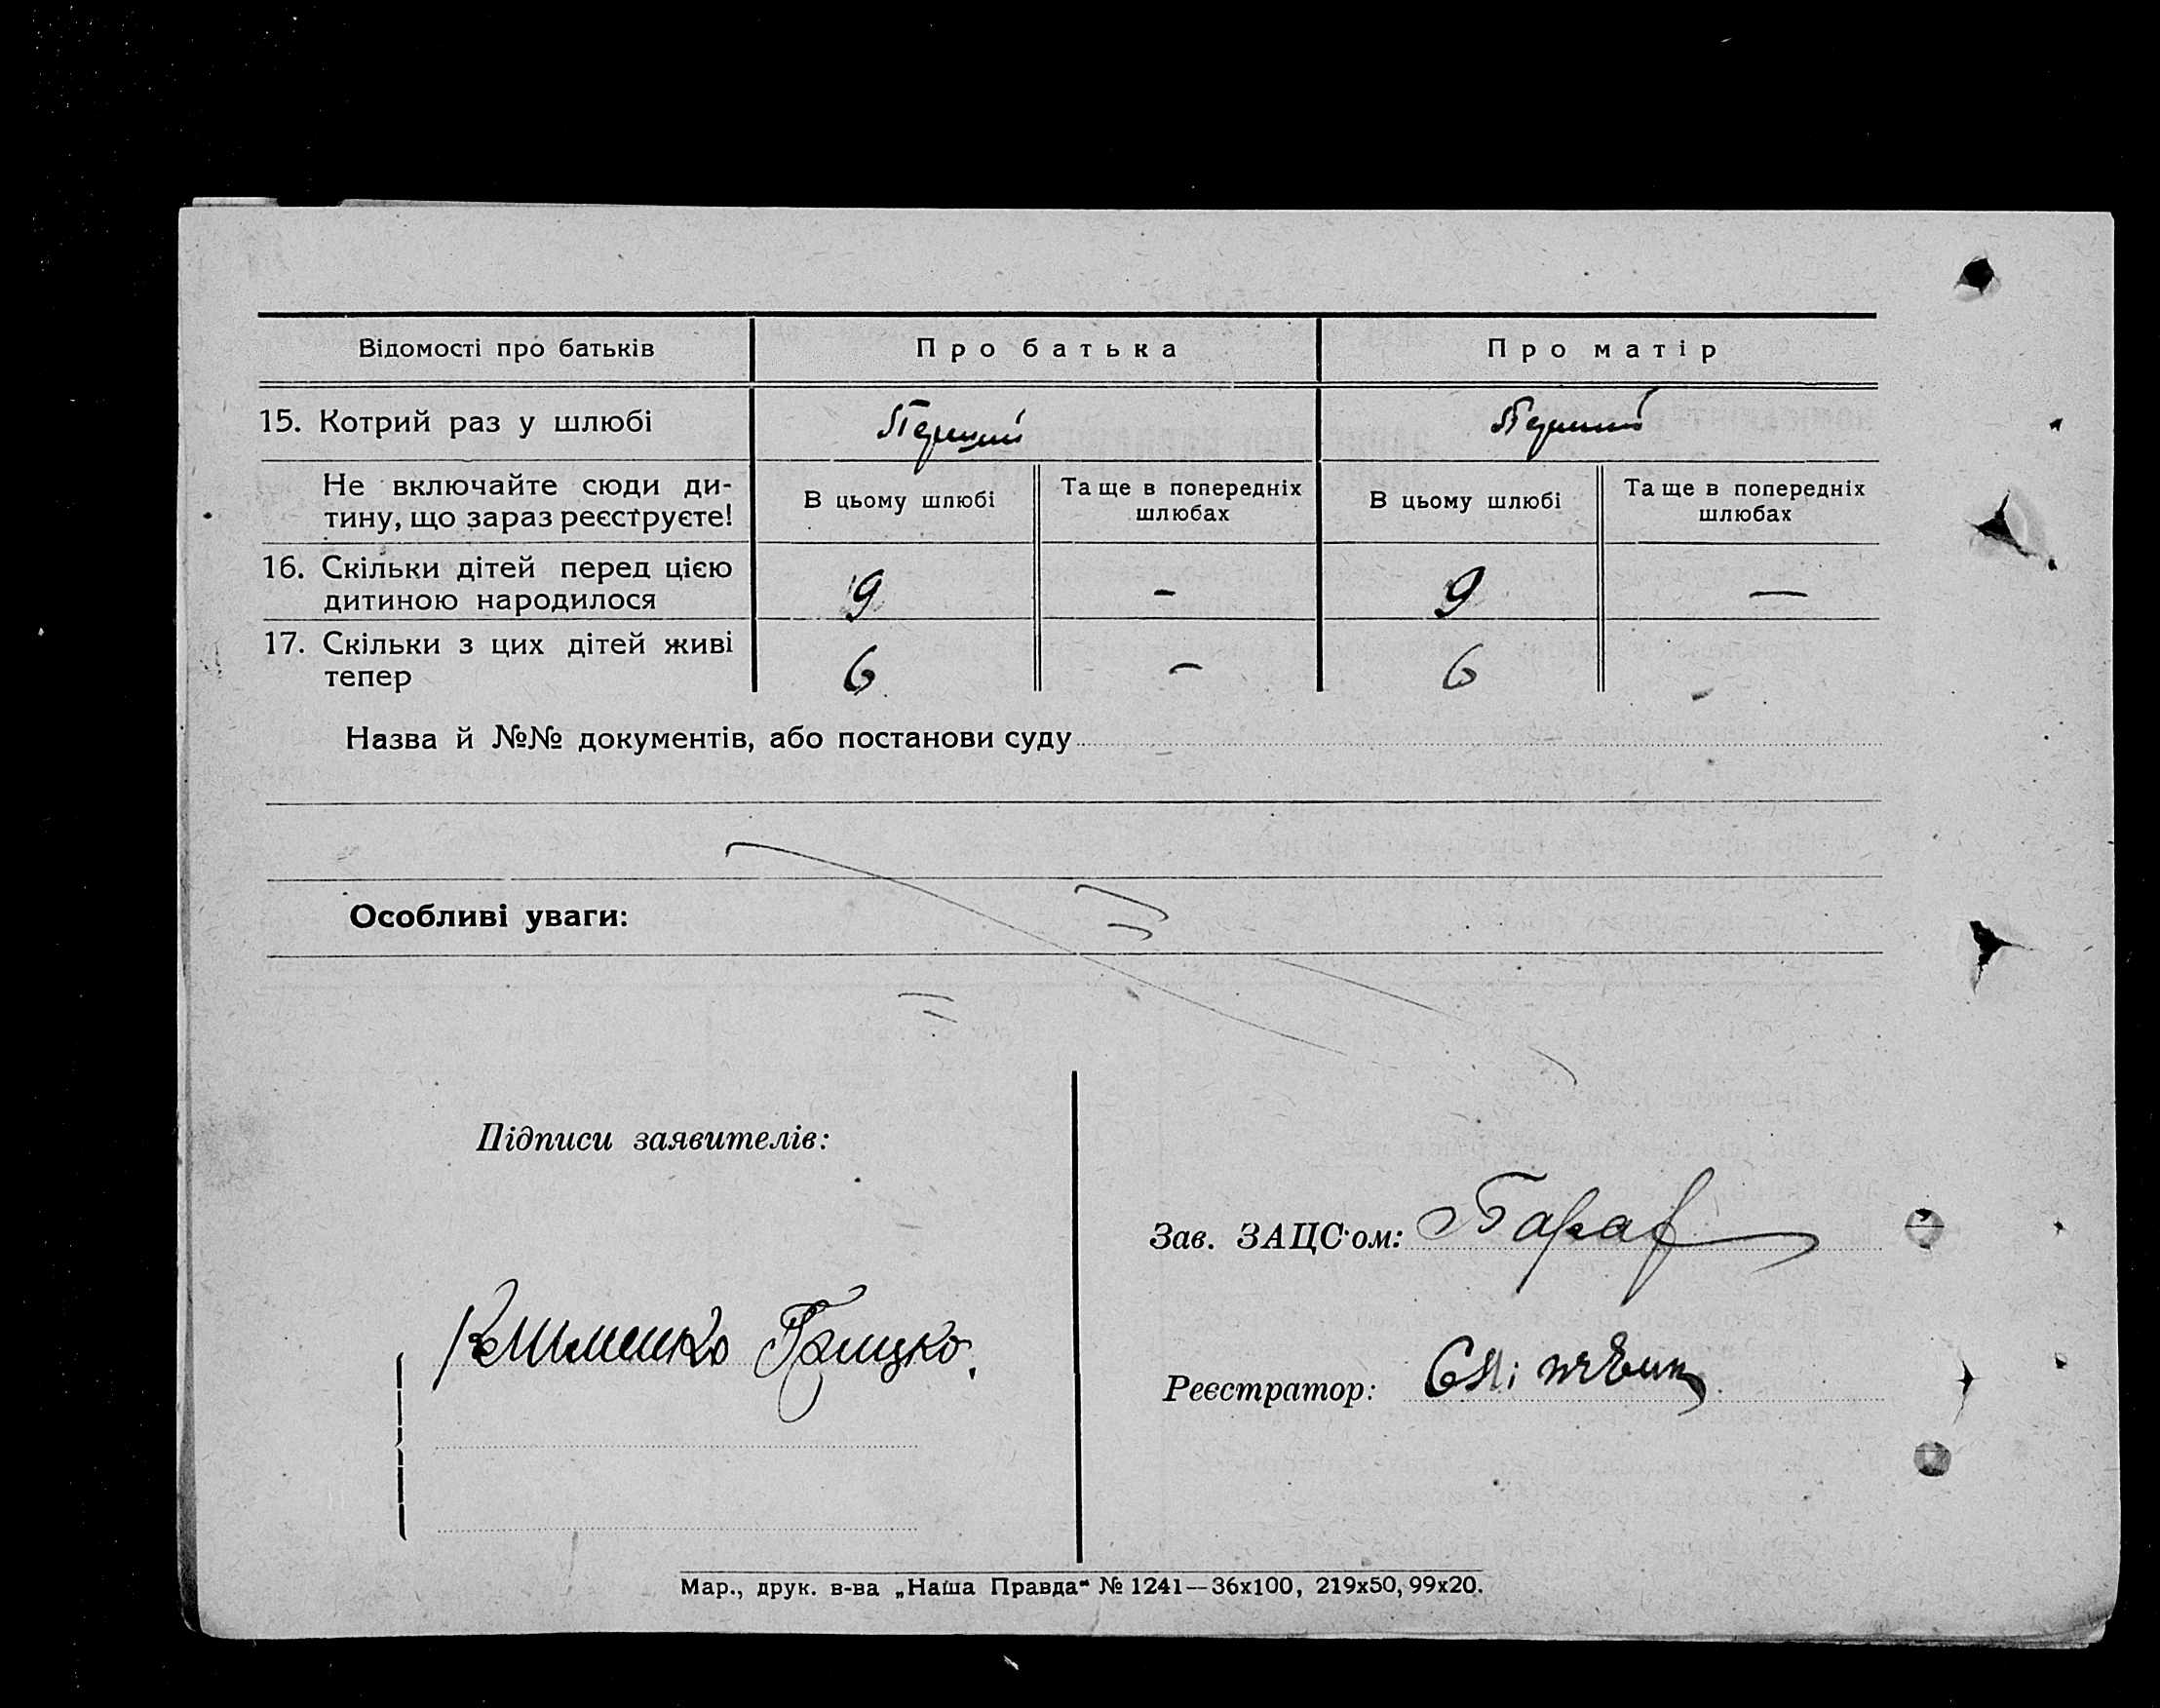 Відомості про батьків Про батька Про матір
15. Котрий раз у шлюбі Перший Перший
Не включайте сюди ди-
тину, що зараз реєструєте!
В цьому шлюбі Та ще в попередніх шлюбах В цьому шлюбі Та ще в попередніх шлюбах
16. Скільки дітей перед цією
дитиною народилося 9 - 9 —
17. Скільки з цих дітей живі
тепер 6 - 6 -
Назва й №№ документів, або постанови суду
Особливі уваги:
Підписи заявителів:
Зав. ЗАЦС'ом:
Клименко
Реєстратор:
Мар., друк. в-ва „Наша Правда“ № 1241—36х100, 219х50, 99х20.